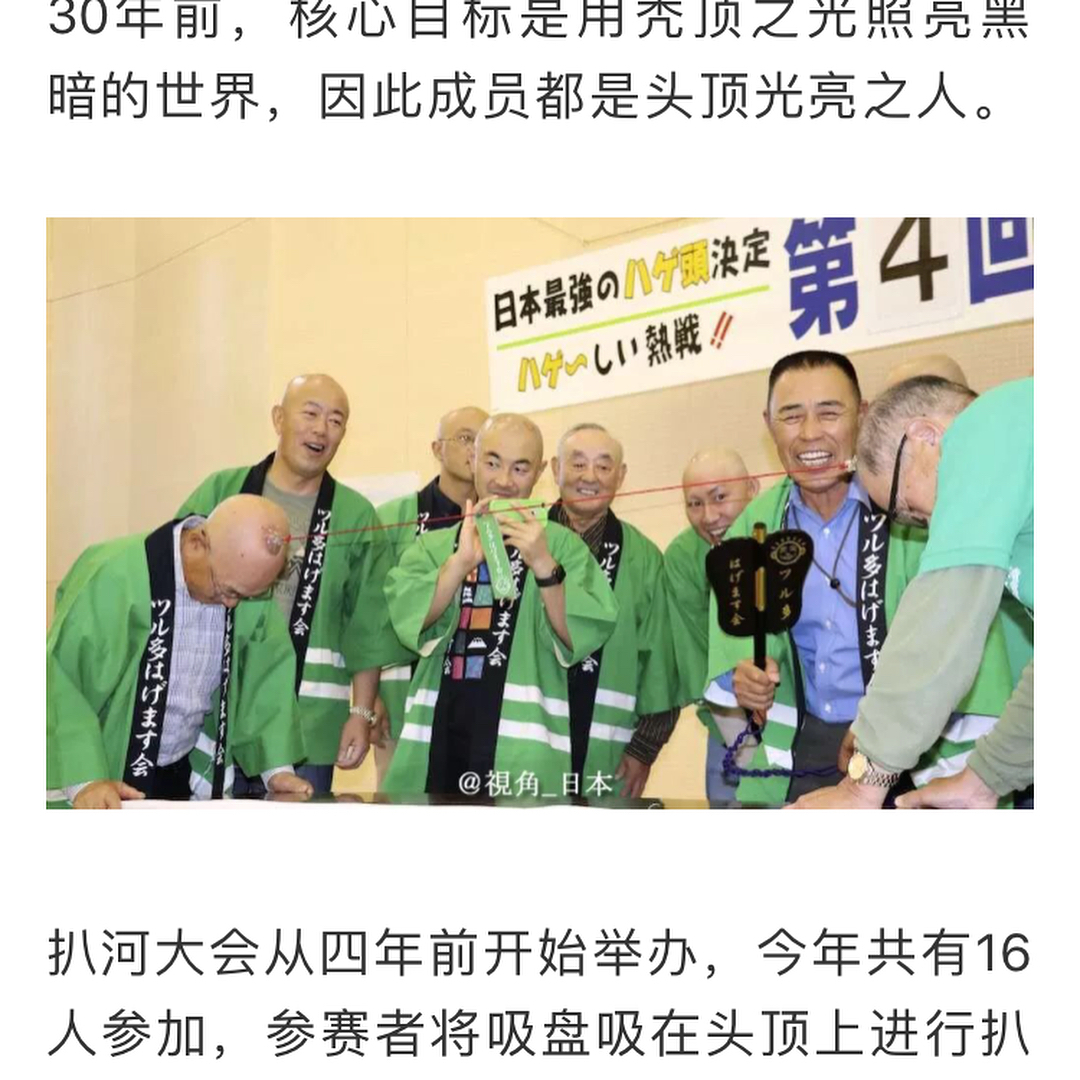 30年前，核心目标是用秃顶之光照亮黑
暗的世界，因此成员都是头顶光亮之人。
日本最強のハゲ頭決定
ハゲ〜しい熱戦!!
第4回
ツル多はげます会
ツル多はげます会
ツル
ツル多はげます会
ツル多
はげます会
ツル多はげます
@視角_日本
扒河大会从四年前开始举办，今年共有16
人参加，参赛者将吸盘吸在头顶上进行扒